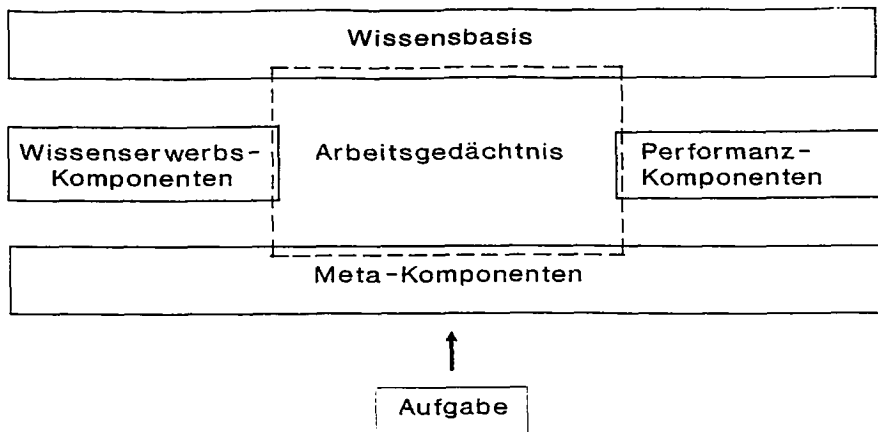 Wissensbasis
Wissenserwerbs-
Komponenten
Arbeitsgedächtnis
Performanz-
Komponenten
Meta-Komponenten
Aufgabe